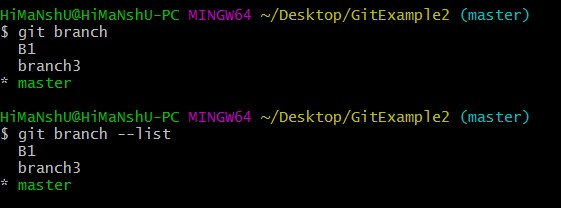 HiMaNshU@HiMaNshU-PC MINGW64 ~/Desktop/GitExample2 (master)
$ git branch
  B1
  branch3
* master
HiMaNshU@HiMaNshU-PC MINGW64 ~/Desktop/GitExample2 (master)
$ git branch --list
  B1
  branch3
* master